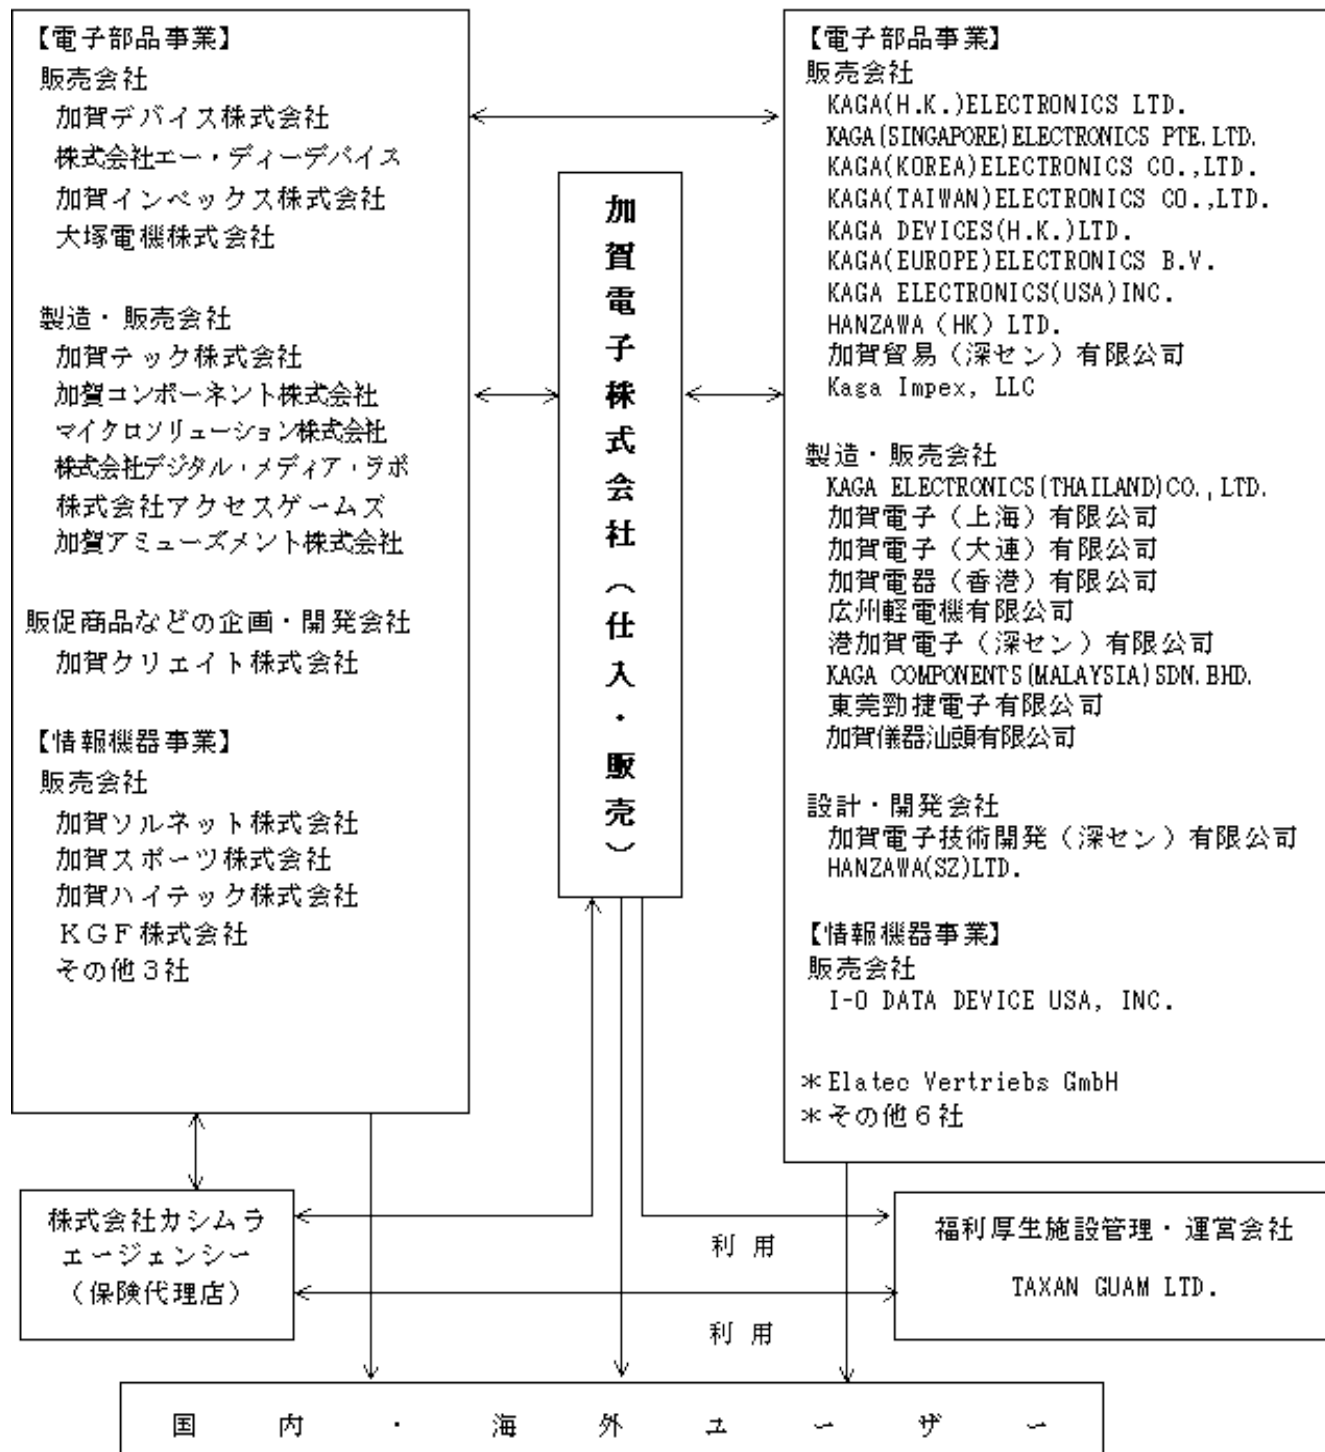 【電子部品事業】
販売会社
加賀デバイス株式会社
株式会社エー・ディーデバイス
加賀インペックス株式会社
大塚電機株式会社
製造・販売会社
加賀テック株式会社
加賀コンポーネント株式会社
マイクロソリューション株式会社
株式会社デジタル・メディア・ラボ
株式会社アクセスゲームズ
加賀アミューズメント株式会社
販促商品などの企画・開発会社
加賀クリエイト株式会社
【情報機器事業】
販売会社
加賀ソルネット株式会社
加賀スポーツ株式会社
加賀ハイテック株式会社
ＫＧＦ株式会社
その他３社
加賀電子株式会社（仕入・販売）
【電子部品事業】
販売会社
KAGA(H.K.)ELECTRONICS LTD.
KAGA(SINGAPORE)ELECTRONICS PTE.LTD.
KAGA(KOREA)ELECTRONICS CO.,LTD.
KAGA(TAIWAN)ELECTRONICS CO.,LTD.
KAGA DEVICES(H.K.)LTD.
KAGA(EUROPE)ELECTRONICS B.V.
KAGA ELECTRONICS(USA)INC.
HANZAWA（HK）LTD.
加賀貿易（深セン）有限公司
Kaga Impex, LLC
製造・販売会社
KAGA ELECTRONICS(THAILAND)CO.,LTD.
加賀電子（上海）有限公司
加賀電子（大連）有限公司
加賀電器（香港）有限公司
広州軽電機有限公司
港加賀電子（深セン）有限公司
KAGA COMPONENTS(MALAYSIA)SDN.BHD.
東莞勁捷電子有限公司
加賀儀器汕頭有限公司
設計・開発会社
加賀電子技術開発（深セン）有限公司
HANZAWA(SZ)LTD.
【情報機器事業】
販売会社
I-O DATA DEVICE USA, INC.
＊Elatec Vertriebs GmbH
＊その他６社
株式会社カシムラ
エージェンシー
（保険代理店）
利用
利用
福利厚生施設管理・運営会社
TAXAN GUAM LTD.
国内・海外ユーザー